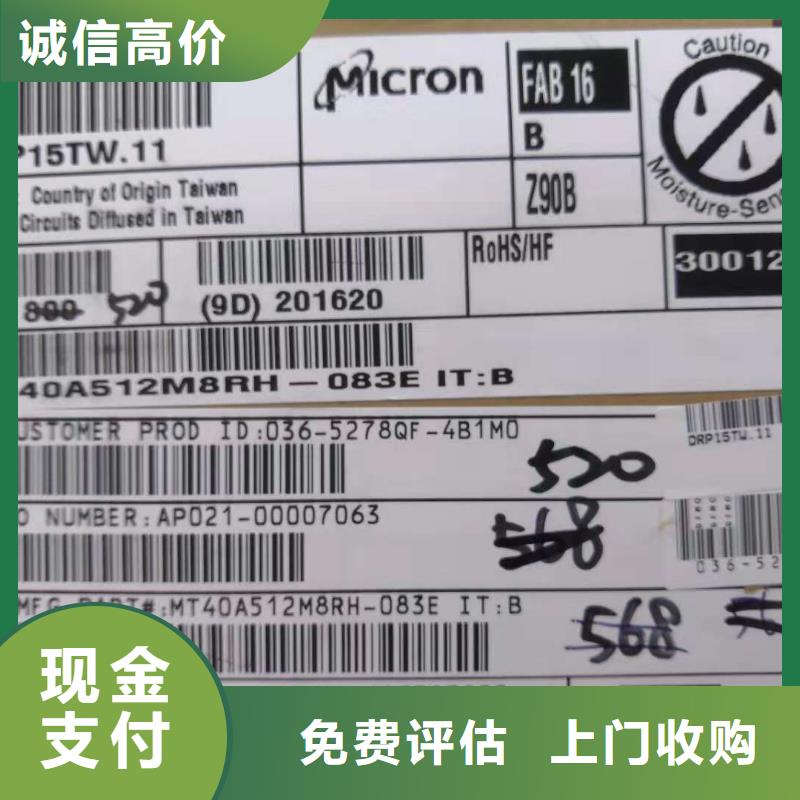 诚信高价
Micron
FAB 16
B
Z90B
Caution
Moisture-Sen
P15TW.11
Country of Origin Taiwan
Circuits Diffused in Taiwan
RoHS/HF
30012
800 520
(9D) 201620
40A512M8RH-083E IT:B
USTOMER PROD ID:036-5278QF-4B1M0
520
DRP15TW.11
O NUMBER:AP021-00007063
568
036-52
MFG PART#:MT40A512M8RH-083E IT:B
568
现金
支付
免费评估 上门收购